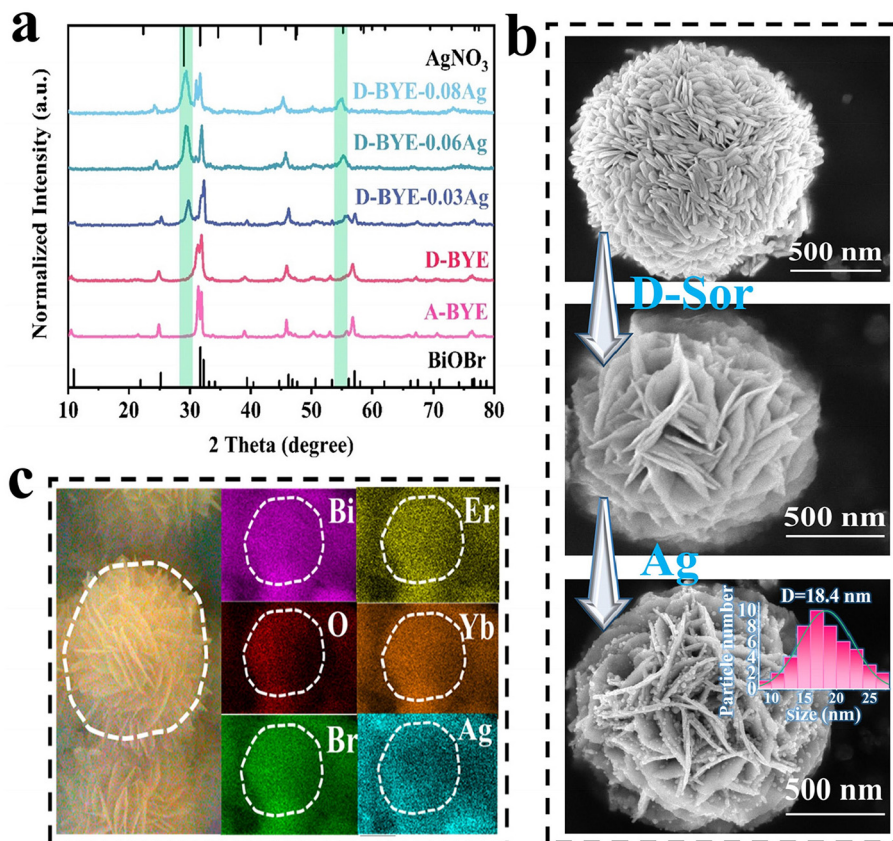 a
Normalized Intensity (a.u.)
AgNO3
D-BYE-0.08Ag
D-BYE-0.06Ag
D-BYE-0.03Ag
D-BYE
A-BYE
BiOBr
10 20 30 40 50 60 70 80
2 Theta (degree)
b
500 nm
D-Sor
500 nm
Ag
D=18.4 nm
Particle number
10
8
6
4
2
0
10 15 20 25
size (nm)
500 nm
c
Bi
Er
O
Yb
Br
Ag